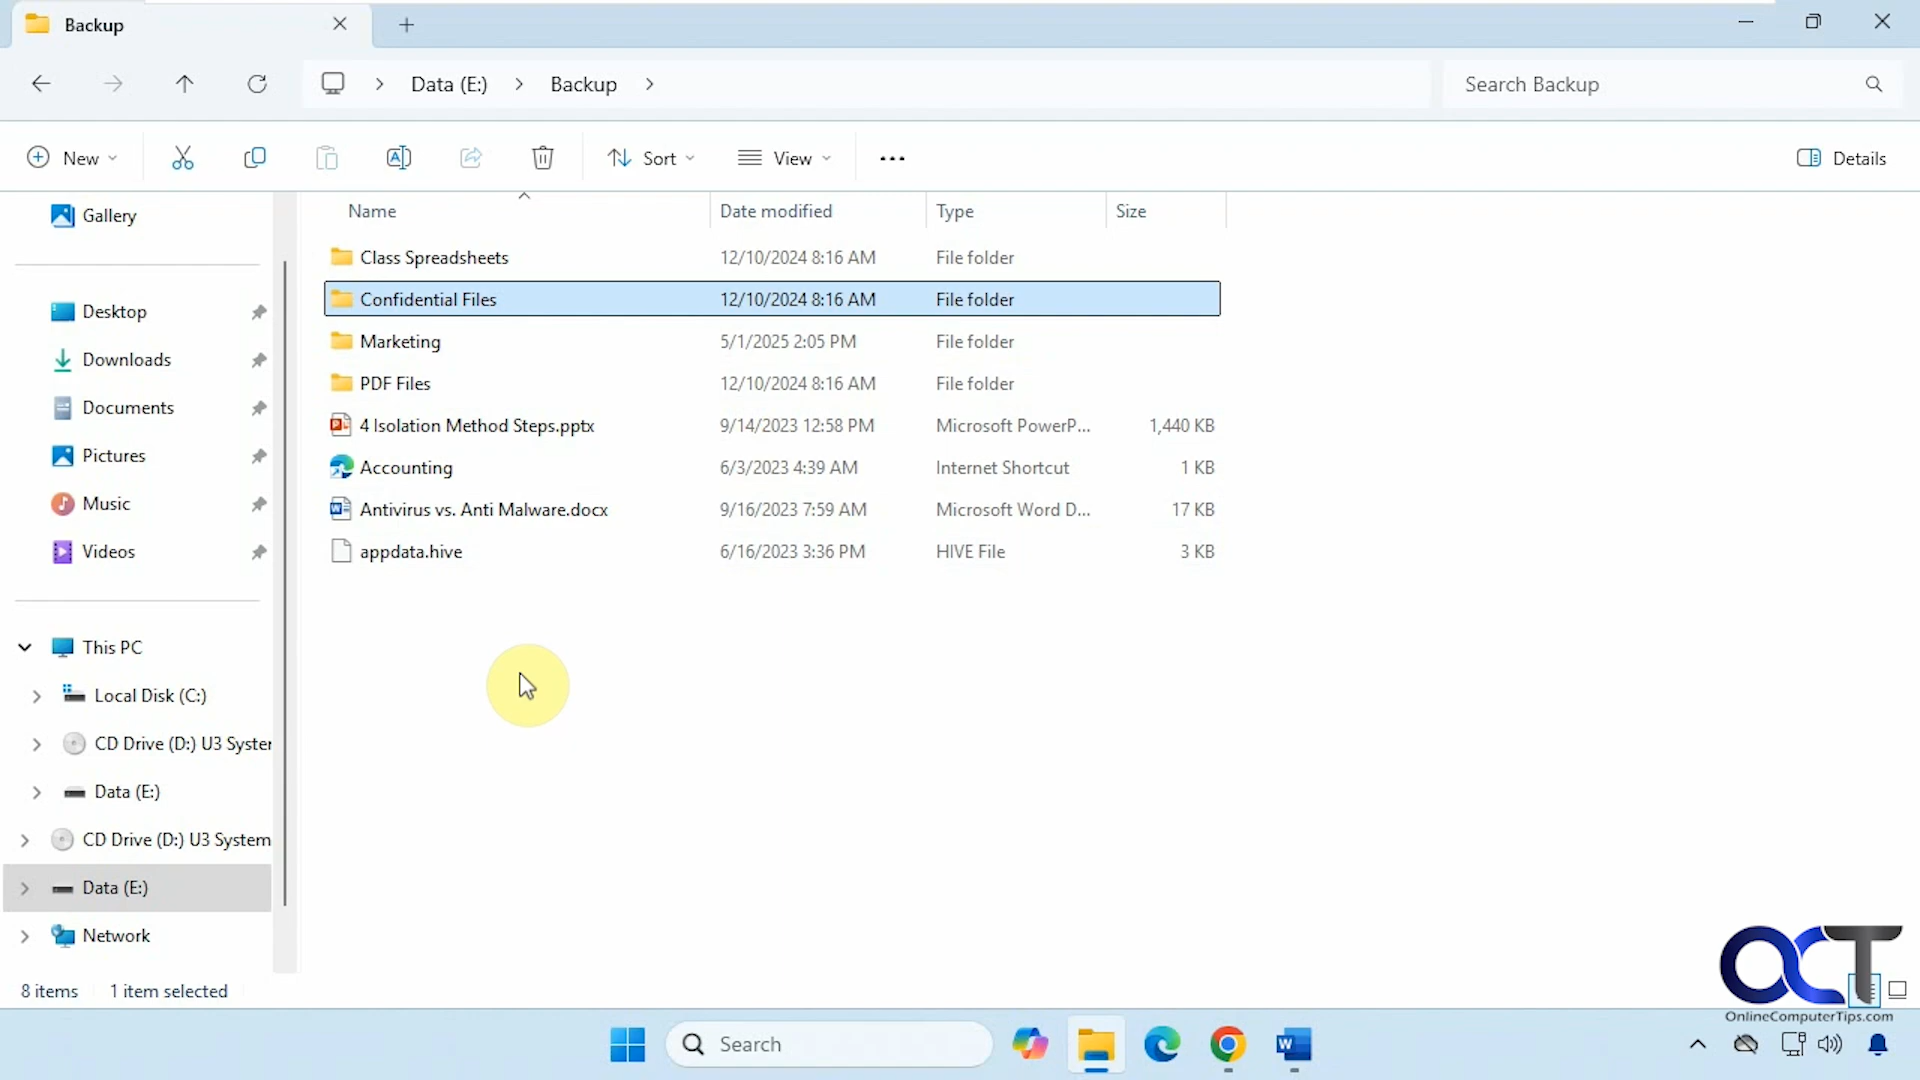 Backup
Data (E:) Backup
Search Backup
New
Sort
View
Details
Gallery
Desktop
Downloads
Documents
Pictures
Music
Videos
This PC
Local Disk (C:)
CD Drive (D:) U3 Syster
Data (E:)
CD Drive (D:) U3 System
Data (E:)
Network
Name Date modified Type Size
Class Spreadsheets 12/10/2024 8:16 AM File folder
Confidential Files 12/10/2024 8:16 AM File folder
Marketing 5/1/2025 2:05 PM File folder
PDF Files 12/10/2024 8:16 AM File folder
4 Isolation Method Steps.pptx 9/14/2023 12:58 PM Microsoft PowerP... 1,440 KB
Accounting 6/3/2023 4:39 AM Internet Shortcut 1 KB
Antivirus vs. Anti Malware.docx 9/16/2023 7:59 AM Microsoft Word D... 17 KB
appdata.hive 6/16/2023 3:36 PM HIVE File 3 KB
8 items 1 item selected
OCT
OnlineComputerTips.com
Search